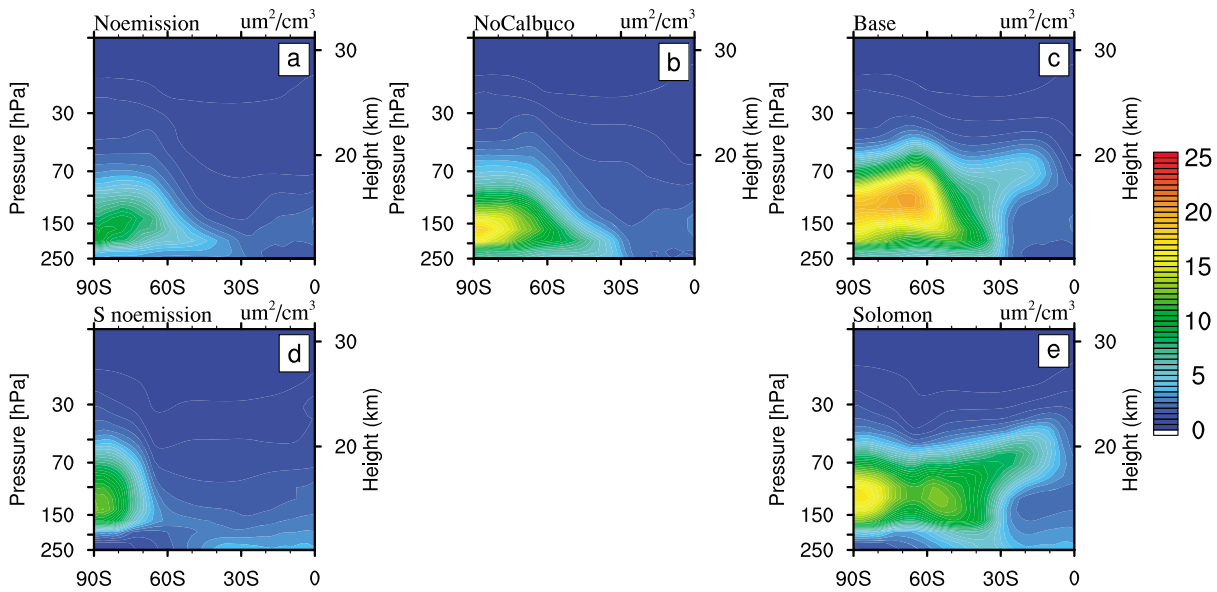 Noemission um²/cm³ NoCalbuco um²/cm³ Base um²/cm³
a b c
30 30 30
20 20 20
30 30 30
70 70 70
150 150 150
250 250 250
Pressure [hPa] Height (km) Pressure [hPa] Height (km) Pressure [hPa] Height (km)
90S 60S 30S 0 90S 60S 30S 0 90S 60S 30S 0
S noemission um²/cm³ Solomon um²/cm³
d e
30 30
20 20
30 30
70 70
150 150
250 250
Pressure [hPa] Height (km) Pressure [hPa] Height (km)
90S 60S 30S 0 90S 60S 30S 0
25
20
15
10
5
0